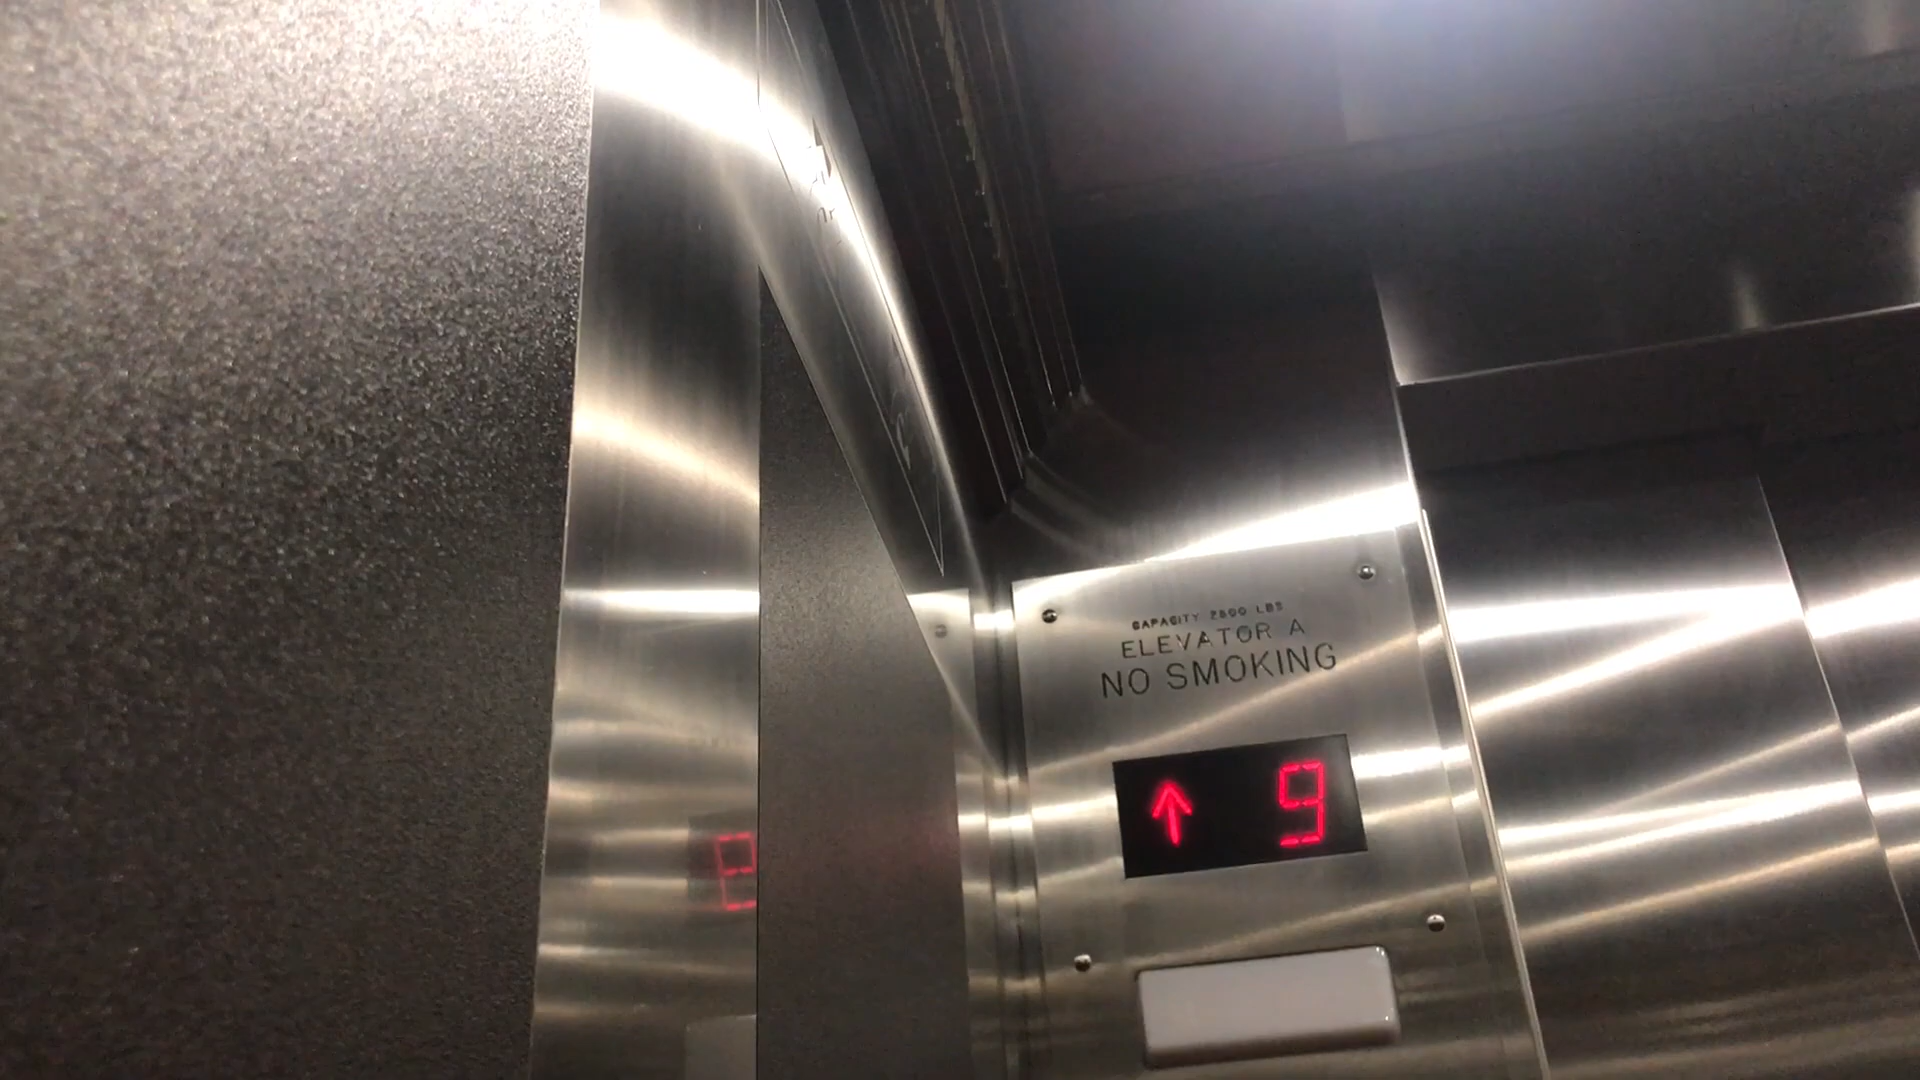 CAPACITY 2500 LBS
ELEVATOR A
NO SMOKING
↑ 9